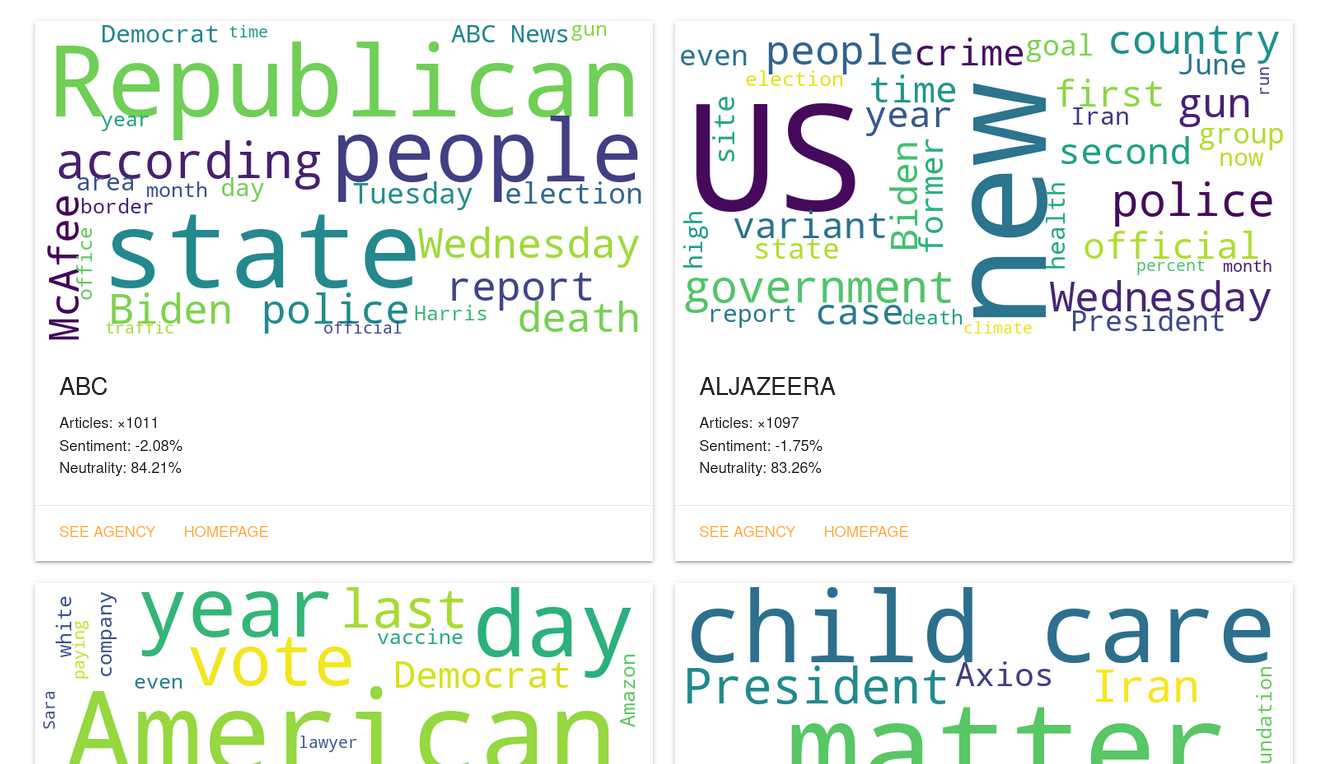 Democrat time ABC News gun
Republican
year
according people
area month day Tuesday election
border
McAfee office state Wednesday
report
Biden police Harris death
traffic official
ABC
Articles: ×1011
Sentiment: -2.08%
Neutrality: 84.21%
SEE AGENCY HOMEPAGE
even people crime goal country
election time June run
site US year new first gun
Iran group
now
Biden former second
health police
high variant
state official
percent month
government Wednesday
report case death President
climate
ALJAZEERA
Articles: ×1097
Sentiment: -1.75%
Neutrality: 83.26%
SEE AGENCY HOMEPAGE
white paying company year last day
vaccine
vote Democrat
even
Sara American Amazon
lawyer
child care
President Axios Iran
matter undation